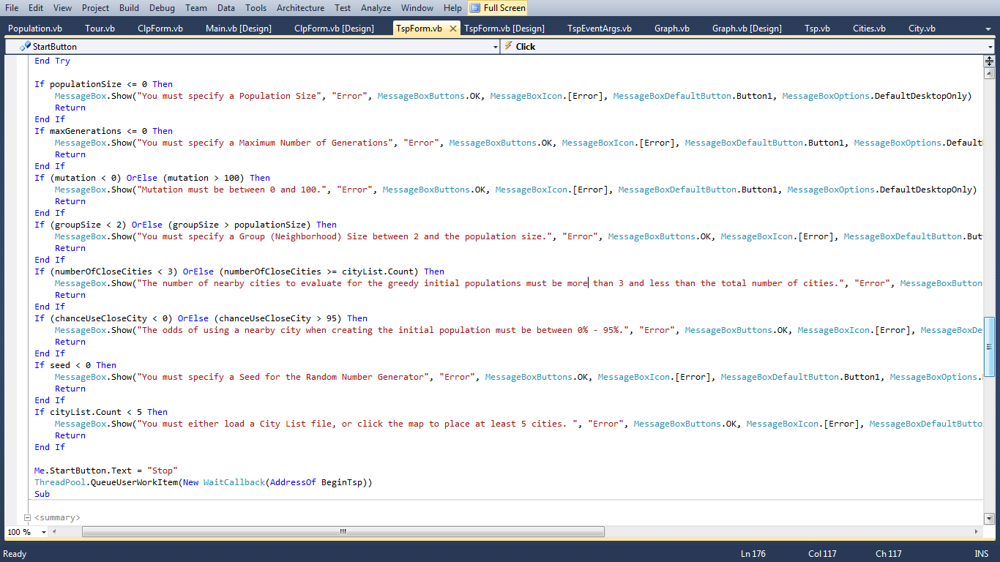 File Edit View Project Build Debug Team Data Tools Architecture Test Analyze Window Help Full Screen
Population.vb Tour.vb ClpForm.vb Main.vb [Design] ClpForm.vb [Design] TspForm.vb TspForm.vb [Design] TspEventArgs.vb Graph.vb Graph.vb [Design] Tsp.vb Cities.vb City.vb
StartButton Click
End Try
If populationSize <= 0 Then
MessageBox.Show("You must specify a Population Size", "Error", MessageBoxButtons.OK, MessageBoxIcon.[Error], MessageBoxDefaultButton.Button1, MessageBoxOptions.DefaultDesktopOnly)
Return
End If
If maxGenerations <= 0 Then
MessageBox.Show("You must specify a Maximum Number of Generations", "Error", MessageBoxButtons.OK, MessageBoxIcon.[Error], MessageBoxDefaultButton.Button1, MessageBoxOptions.Default
Return
End If
If (mutation < 0) OrElse (mutation > 100) Then
MessageBox.Show("Mutation must be between 0 and 100.", "Error", MessageBoxButtons.OK, MessageBoxIcon.[Error], MessageBoxDefaultButton.Button1, MessageBoxOptions.DefaultDesktopOnly)
Return
End If
If (groupSize < 2) OrElse (groupSize > populationSize) Then
MessageBox.Show("You must specify a Group (Neighborhood) Size between 2 and the population size.", "Error", MessageBoxButtons.OK, MessageBoxIcon.[Error], MessageBoxDefaultButton.But
Return
End If
If (numberOfCloseCities < 3) OrElse (numberOfCloseCities >= cityList.Count) Then
MessageBox.Show("The number of nearby cities to evaluate for the greedy initial populations must be more than 3 and less than the total number of cities.", "Error", MessageBoxButton
Return
End If
If (chanceUseCloseCity < 0) OrElse (chanceUseCloseCity > 95) Then
MessageBox.Show("The odds of using a nearby city when creating the initial population must be between 0% - 95%.", "Error", MessageBoxButtons.OK, MessageBoxIcon.[Error], MessageBoxDe
Return
End If
If seed < 0 Then
MessageBox.Show("You must specify a Seed for the Random Number Generator", "Error", MessageBoxButtons.OK, MessageBoxIcon.[Error], MessageBoxDefaultButton.Button1, MessageBoxOptions.
Return
End If
If cityList.Count < 5 Then
MessageBox.Show("You must either load a City List file, or click the map to place at least 5 cities. ", "Error", MessageBoxButtons.OK, MessageBoxIcon.[Error], MessageBoxDefaultButto
Return
End If
Me.StartButton.Text = "Stop"
ThreadPool.QueueUserWorkItem(New WaitCallback(AddressOf BeginTsp))
Sub
<summary>
100 %
Ready Ln 176 Col 117 Ch 117 INS